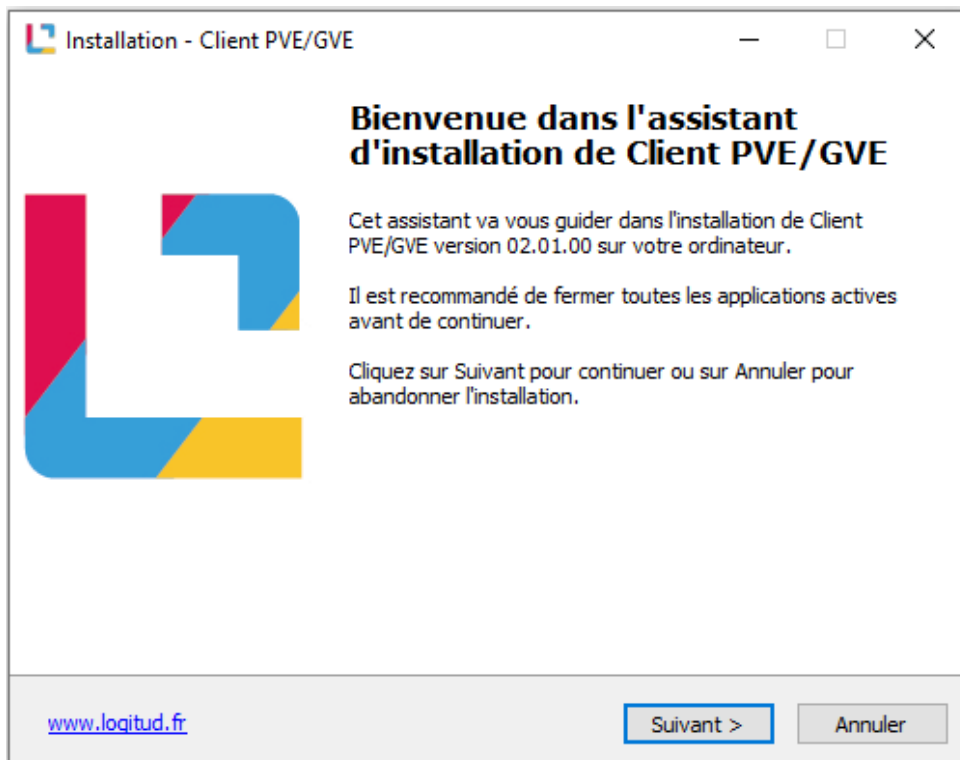 Installation - Client PVE/GVE
Bienvenue dans l'assistant
d'installation de Client PVE/GVE
Cet assistant va vous guider dans l'installation de Client
PVE/GVE version 02.01.00 sur votre ordinateur.
Il est recommandé de fermer toutes les applications actives
avant de continuer.
Cliquez sur Suivant pour continuer ou sur Annuler pour
abandonner l'installation.
www.logitud.fr
Suivant >
Annuler